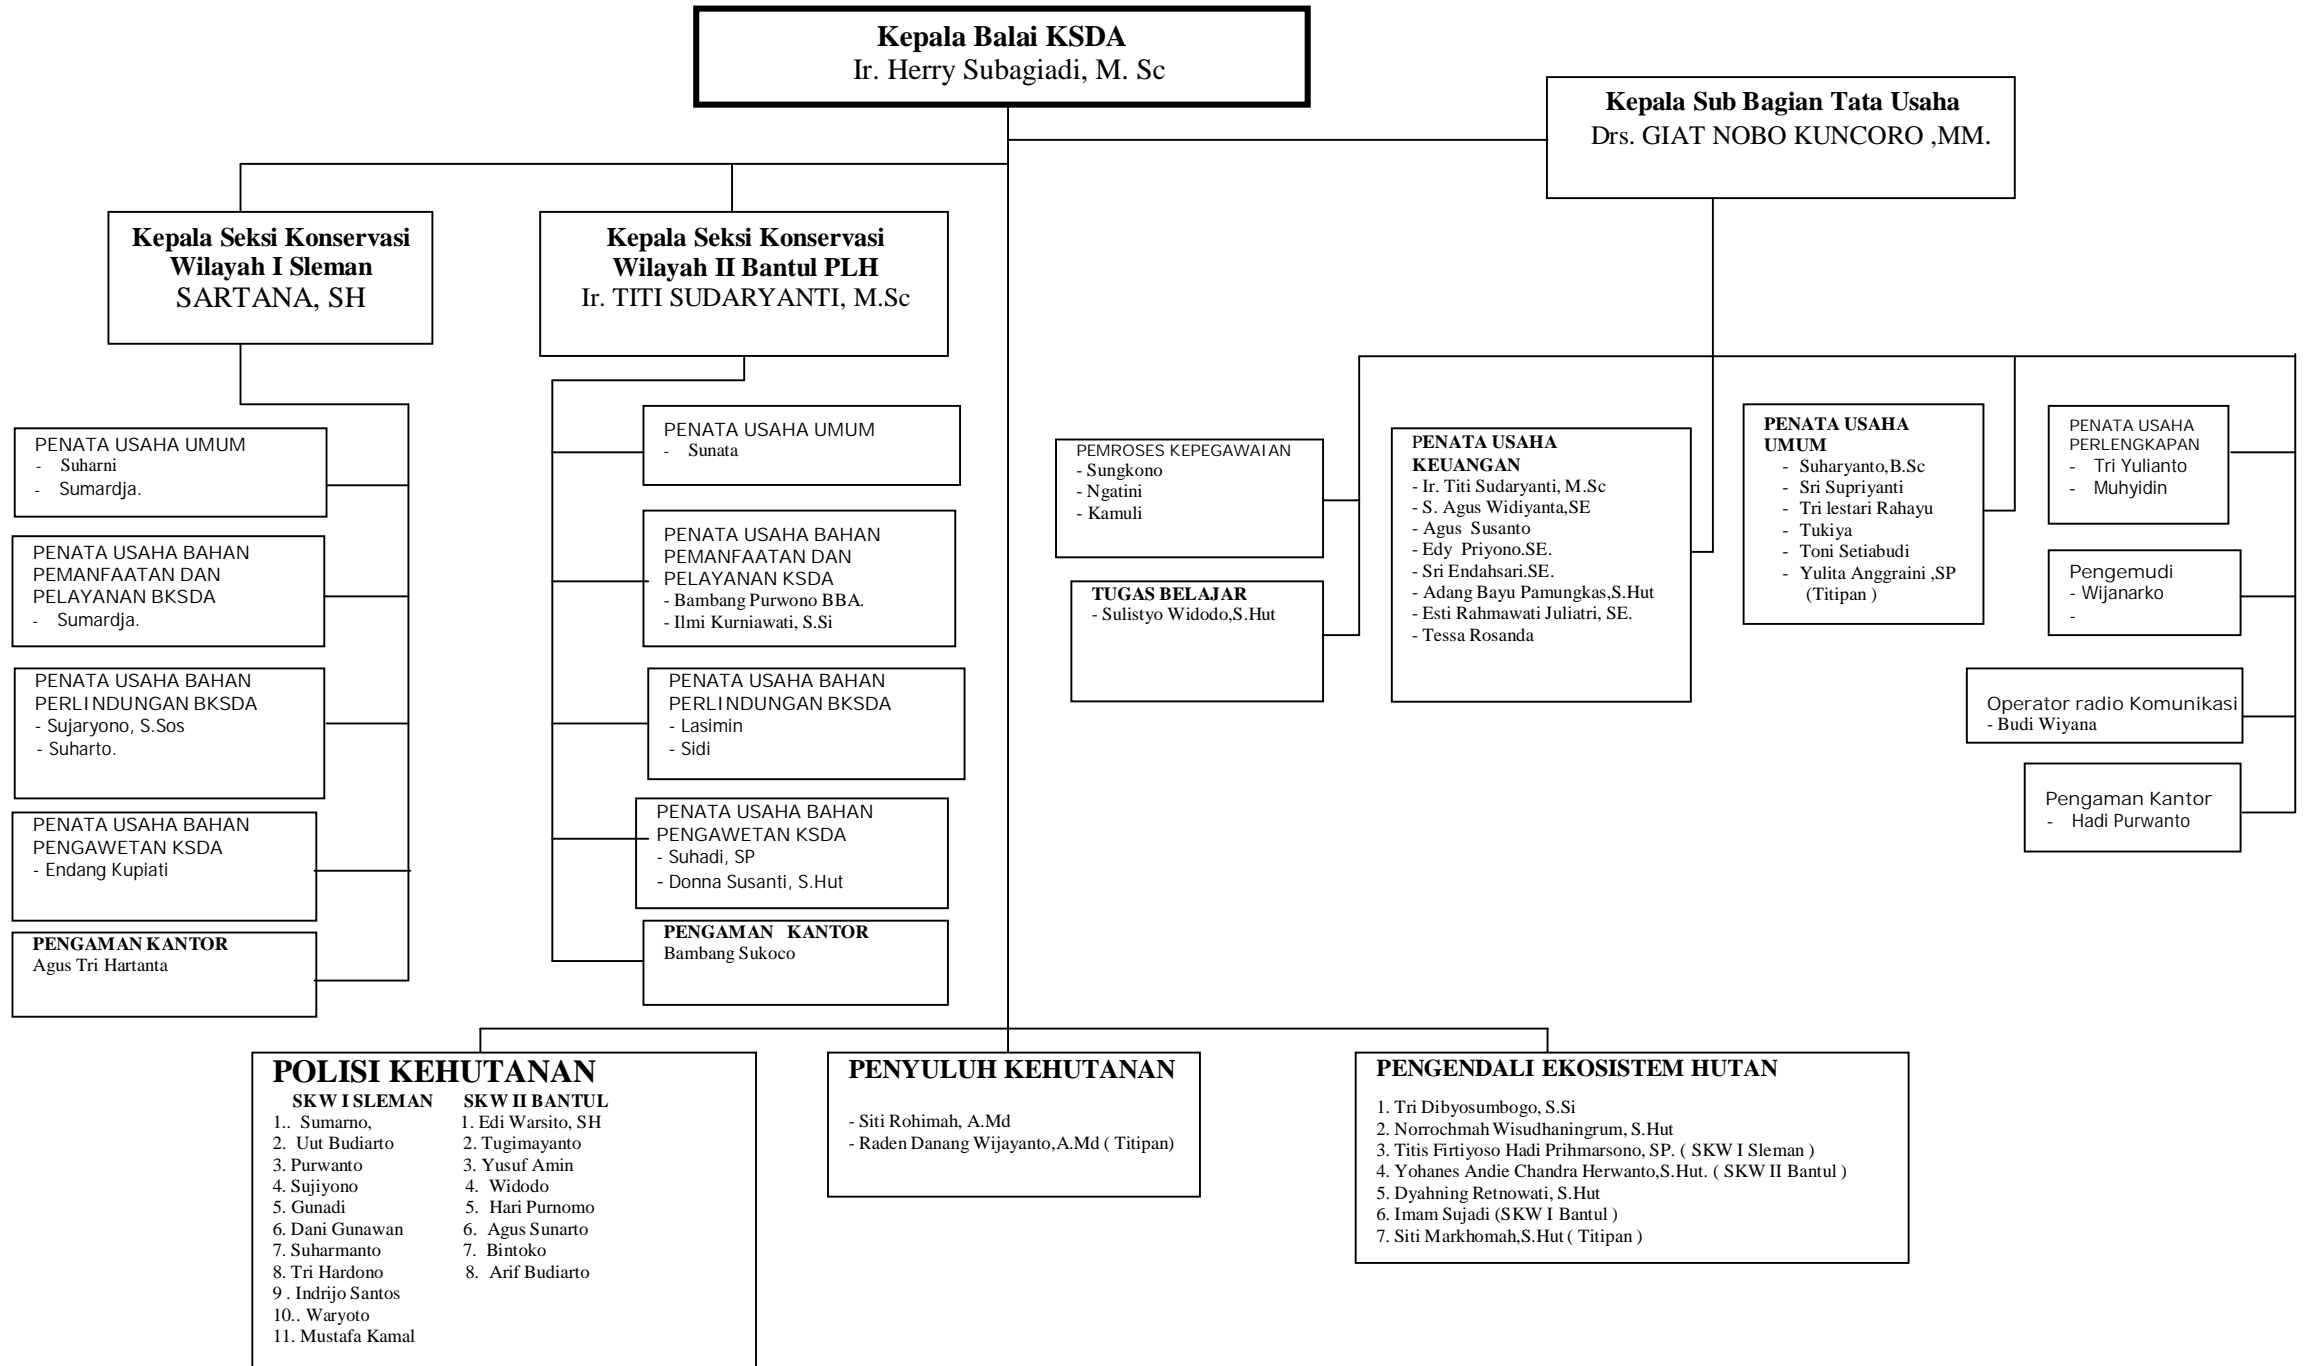 Kepala Balai KSDA
Ir. Herry Subagiadi, M. Sc
Kepala Sub Bagian Tata Usaha
Drs. GIAT NOBO KUNCORO ,MM.
Kepala Seksi Konservasi
Wilayah I Sleman
SARTANA, SH
Kepala Seksi Konservasi
Wilayah II Bantul PLH
Ir. TITI SUDARYANTI, M.Sc
PENATA USAHA UMUM
- Suharni
- Sumardja.
PENATA USAHA BAHAN
PEMANFAATAN DAN
PELAYANAN BKSDA
- Sumardja.
PENATA USAHA BAHAN
PERLINDUNGAN BKSDA
- Sujaryono, S.Sos
- Suharto.
PENATA USAHA BAHAN
PENGAWETAN KSDA
- Endang Kupiati
PENGAMAN KANTOR
Agus Tri Hartanta
PENATA USAHA UMUM
- Sunata
PENATA USAHA BAHAN
PEMANFAATAN DAN
PELAYANAN KSDA
- Bambang Purwono BBA.
- Ilmi Kurniawati, S.Si
PENATA USAHA BAHAN
PERLINDUNGAN BKSDA
- Lasimin
- Sidi
PENATA USAHA BAHAN
PENGAWETAN KSDA
- Suhadi, SP
- Donna Susanti, S.Hut
PENGAMAN KANTOR
Bambang Sukoco
PEMROSES KEPEGAWAIAN
- Sungkono
- Ngatini
- Kamuli
TUGAS BELAJAR
- Sulistyo Widodo,S.Hut
PENATA USAHA
KEUANGAN
- Ir. Titi Sudaryanti, M.Sc
- S. Agus Widiyanta,SE
- Agus Susanto
- Edy Priyono.SE.
- Sri Endahsari.SE.
- Adang Bayu Pamungkas,S.Hut
- Esti Rahmawati Juliatri, SE.
- Tessa Rosanda
PENATA USAHA
UMUM
- Suharyanto,B.Sc
- Sri Supriyanti
- Tri lestari Rahayu
- Tukiya
- Toni Setiabudi
- Yulita Anggraini ,SP
(Titipan )
PENATA USAHA
PERLENGKAPAN
- Tri Yulianto
- Muhyidin
Pengemudi
- Wijanarko
-
Operator radio Komunikasi
- Budi Wiyana
Pengaman Kantor
- Hadi Purwanto
POLISI KEHUTANAN
SKW I SLEMAN
1.. Sumarno,
2. Uut Budiarto
3. Purwanto
4. Sujiyono
5. Gunadi
6. Dani Gunawan
7. Suharmanto
8. Tri Hardono
9 . Indrijo Santos
10.. Waryoto
11. Mustafa Kamal
SKW II BANTUL
1. Edi Warsito, SH
2. Tugimayanto
3. Yusuf Amin
4. Widodo
5. Hari Purnomo
6. Agus Sunarto
7. Bintoko
8. Arif Budiarto
PENYULUH KEHUTANAN
- Siti Rohimah, A.Md
- Raden Danang Wijayanto,A.Md ( Titipan)
PENGENDALI EKOSISTEM HUTAN
1. Tri Dibyosumbogo, S.Si
2. Norrochmah Wisudhaningrum, S.Hut
3. Titis Firtiyoso Hadi Prihmarsono, SP. ( SKW I Sleman )
4. Yohanes Andie Chandra Herwanto,S.Hut. ( SKW II Bantul )
5. Dyahning Retnowati, S.Hut
6. Imam Sujadi (SKW I Bantul )
7. Siti Markhomah,S.Hut ( Titipan )